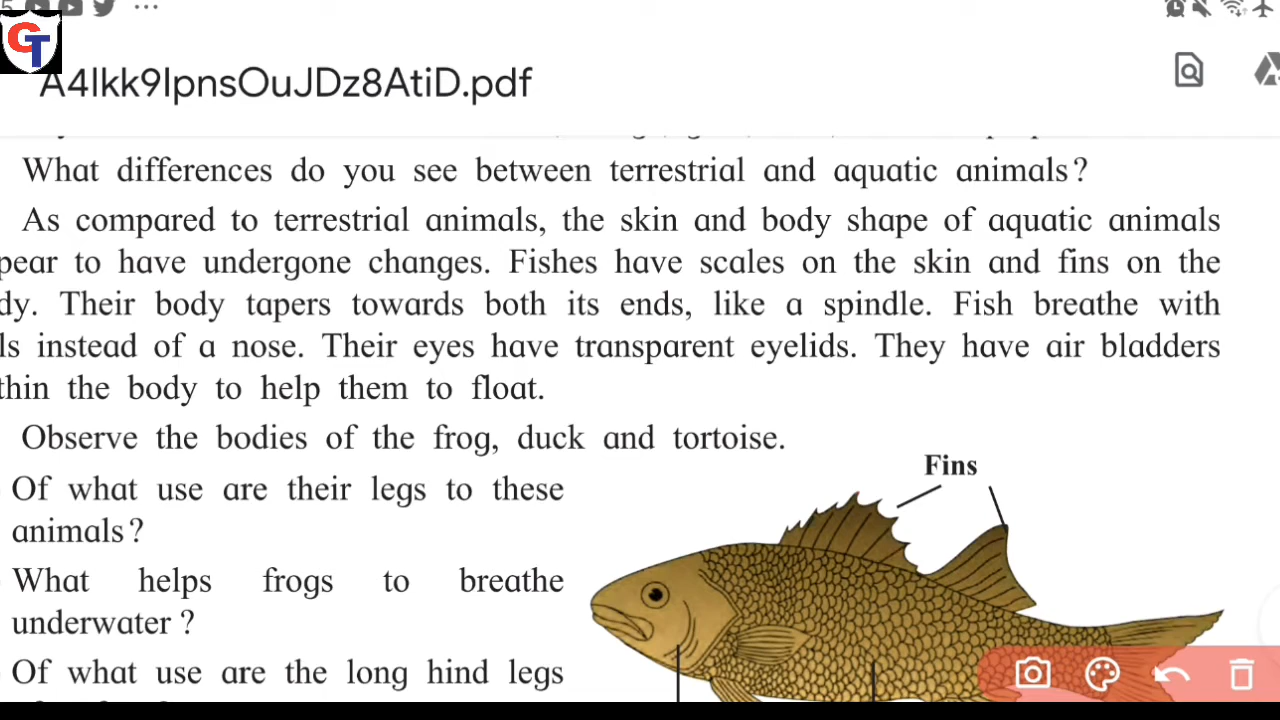 5
GT
A4lkk9IpnsOuJDz8AtiD.pdf
What differences do you see between terrestrial and aquatic animals?
As compared to terrestrial animals, the skin and body shape of aquatic animals
pear to have undergone changes. Fishes have scales on the skin and fins on the
dy. Their body tapers towards both its ends, like a spindle. Fish breathe with
ls instead of a nose. Their eyes have transparent eyelids. They have air bladders
thin the body to help them to float.
Observe the bodies of the frog, duck and tortoise.
Fins
Of what use are their legs to these
animals?
What helps frogs to breathe
underwater?
Of what use are the long hind legs